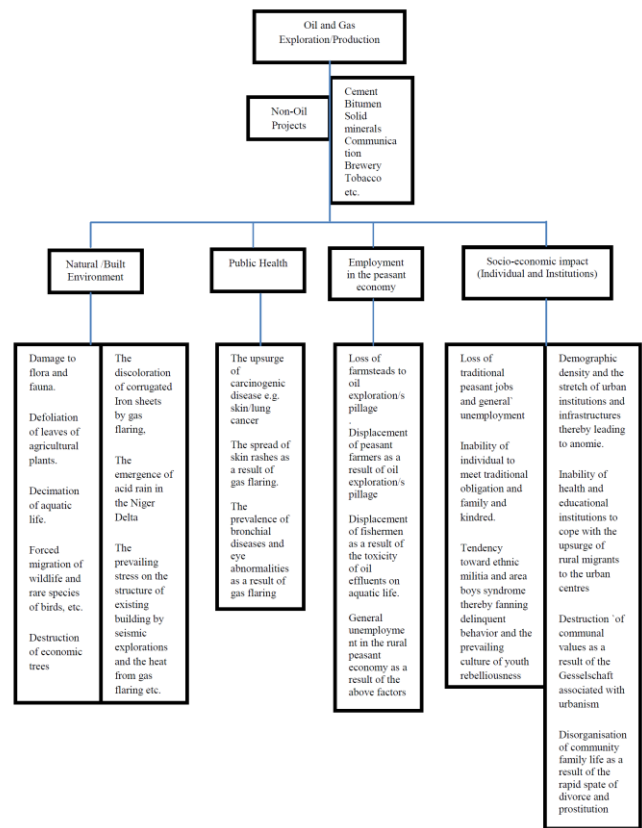 Oil and Gas
Exploration/Production
Non-Oil
Projects
Cement
Bitumen
Solid
minerals
Communica
tion
Brewery
Tobacco
etc.
Natural /Built
Environment
Public Health
Employment
in the peasant
economy
Socio-economic impact
(Individual and Institutions)
Damage to
flora and
fauna.
Defoliation
of leaves of
agricultural
plants.
Decimation
of aquatic
life.
Forced
migration of
wildlife and
rare species
of birds, etc.
Destruction
of economic
trees
The
discoloration
of corrugated
Iron sheets
by gas
flaring,
The
emergence of
acid rain in
the Niger
Delta
The
prevailing
stress on the
structure of
existing
building by
seismic
explorations
and the heat
from gas
flaring etc.
The upsurge
of
carcinogenic
disease e.g.
skin/lung
cancer
The spread of
skin rashes as
a result of
gas flaring.
The
prevalence of
bronchial
diseases and
eye
abnormalities
as a result of
gas flaring
Loss of
farmsteads to
oil
exploration/s
pillage
.
Displacement
of peasant
farmers as a
result of oil
exploration/s
pillage
Displacement
of fishermen
as a result of
the toxicity
of oil
effluents on
aquatic life.
General
unemployme
nt in the rural
peasant
economy as a
result of the
above factors
Loss of
traditional
peasant jobs
and general`
unemployment
Inability of
individual to
meet traditional
obligation and
family and
kindred.
Tendency
toward ethnic
militia and area
boys syndrome
thereby fanning
delinquent
behavior and the
prevailing
culture of youth
rebelliousness
Demographic
density and the
stretch of urban
institutions and
infrastructures
thereby leading
to anomie.
Inability of
health and
educational
institutions to
cope with the
upsurge of
rural migrants
to the urban
centres
Destruction `of
communal
values as a
result of the
Gesselschaft
associated with
urbanism
Disorganisation
of community
family life as a
result of the
rapid spate of
divorce and
prostitution